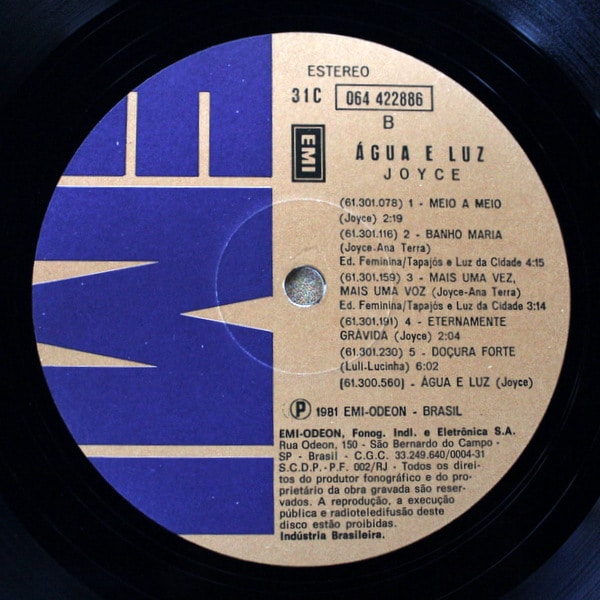 ESTEREO
31C 064 422886
B
EMI
ÁGUA E LUZ
JOYCE
(61.301.078) 1 - MEIO A MEIO
(Joyce) 2:19
(61.301.116) 2 - BANHO MARIA
(Joyce-Ana Terra)
Ed. Feminina/Tapajós e Luz da Cidade 4:15
(61.301.159) 3 - MAIS UMA VEZ,
MAIS UMA VOZ (Joyce-Ana Terra)
Ed. Feminina/Tapajós e Luz da Cidade 3:14
(61.301.191) 4 - ETERNAMENTE
GRÁVIDA (Joyce) 2:04
(61.301.230) 5 - DOÇURA FORTE
(Luli-Lucinha) 6:02
(61.300.560) - ÁGUA E LUZ (Joyce)
Ⓟ 1981 EMI-ODEON - BRASIL
EMI-ODEON, Fonog. Indl. e Eletrônica S.A.
Rua Odeon, 150 - São Bernardo do Campo -
SP - Brasil - C.G.C. 33.249.640/0004-31
S.C.D.P.-P.F. 002/RJ - Todos os direi-
tos do produtor fonográfico e do pro-
prietário da obra gravada são reser-
vados. A reprodução, a execução
pública e radioteledifusão deste
disco estão proibidas.
Indústria Brasileira.
EMI